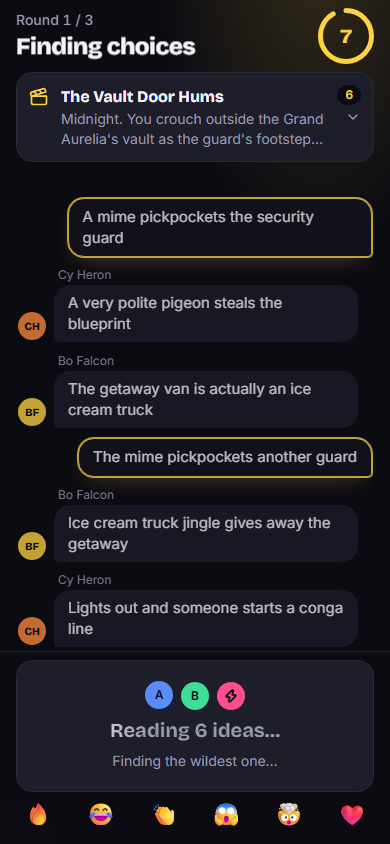 Round 1 / 3
Finding choices
7
The Vault Door Hums
6
Midnight. You crouch outside the Grand
Aurelia's vault as the guard's footstep...
A mime pickpockets the security
guard
Cy Heron
A very polite pigeon steals the
blueprint
CH
Bo Falcon
The getaway van is actually an ice
cream truck
BF
The mime pickpockets another guard
Bo Falcon
Ice cream truck jingle gives away the
getaway
BF
Cy Heron
Lights out and someone starts a conga
line
CH
A B
Reading 6 ideas...
Finding the wildest one...